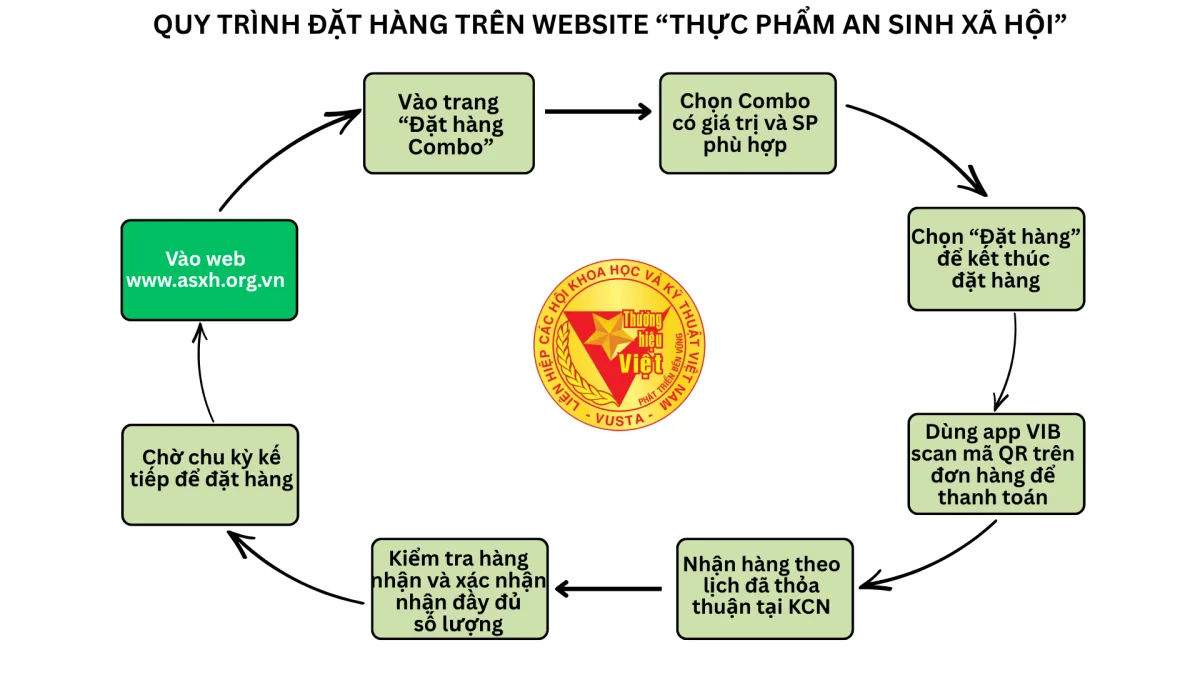 QUY TRÌNH ĐẶT HÀNG TRÊN WEBSITE “THỰC PHẨM AN SINH XÃ HỘI”
Vào trang
“Đặt hàng
Combo”
Chọn Combo
có giá trị và SP
phù hợp
Chọn “Đặt hàng”
để kết thúc
đặt hàng
Dùng app VIB
scan mã QR trên
đơn hàng để
thanh toán
Nhận hàng theo
lịch đã thỏa
thuận tại KCN
Kiểm tra hàng
nhận và xác nhận
nhận đầy đủ
số lượng
Chờ chu kỳ kế
tiếp để đặt hàng
Vào web
www.asxh.org.vn
LIÊN HIỆP CÁC HỘI KHOA HỌC VÀ KỸ THUẬT VIỆT NAM
Thương
hiệu
Việt
PHÁT TRIỂN BỀN VỮNG
- VUSTA -